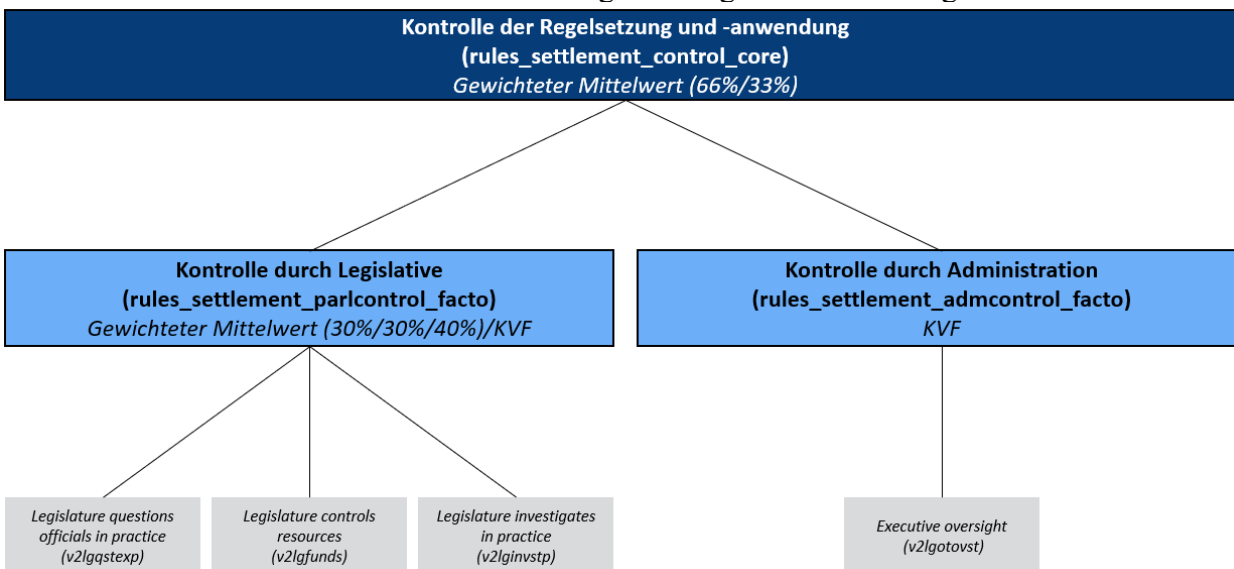 Kontrolle der Regelsetzung und -anwendung
(rules_settlement_control_core)
Gewichteter Mittelwert (66%/33%)
Kontrolle durch Legislative
(rules_settlement_parlcontrol_facto)
Gewichteter Mittelwert (30%/30%/40%)/KVF
Kontrolle durch Administration
(rules_settlement_admcontrol_facto)
KVF
Legislature questions
officials in practice
(v2lgqstexp)
Legislature controls
resources
(v2lgfunds)
Legislature investigates
in practice
(v2lginvstp)
Executive oversight
(v2lgotovst)